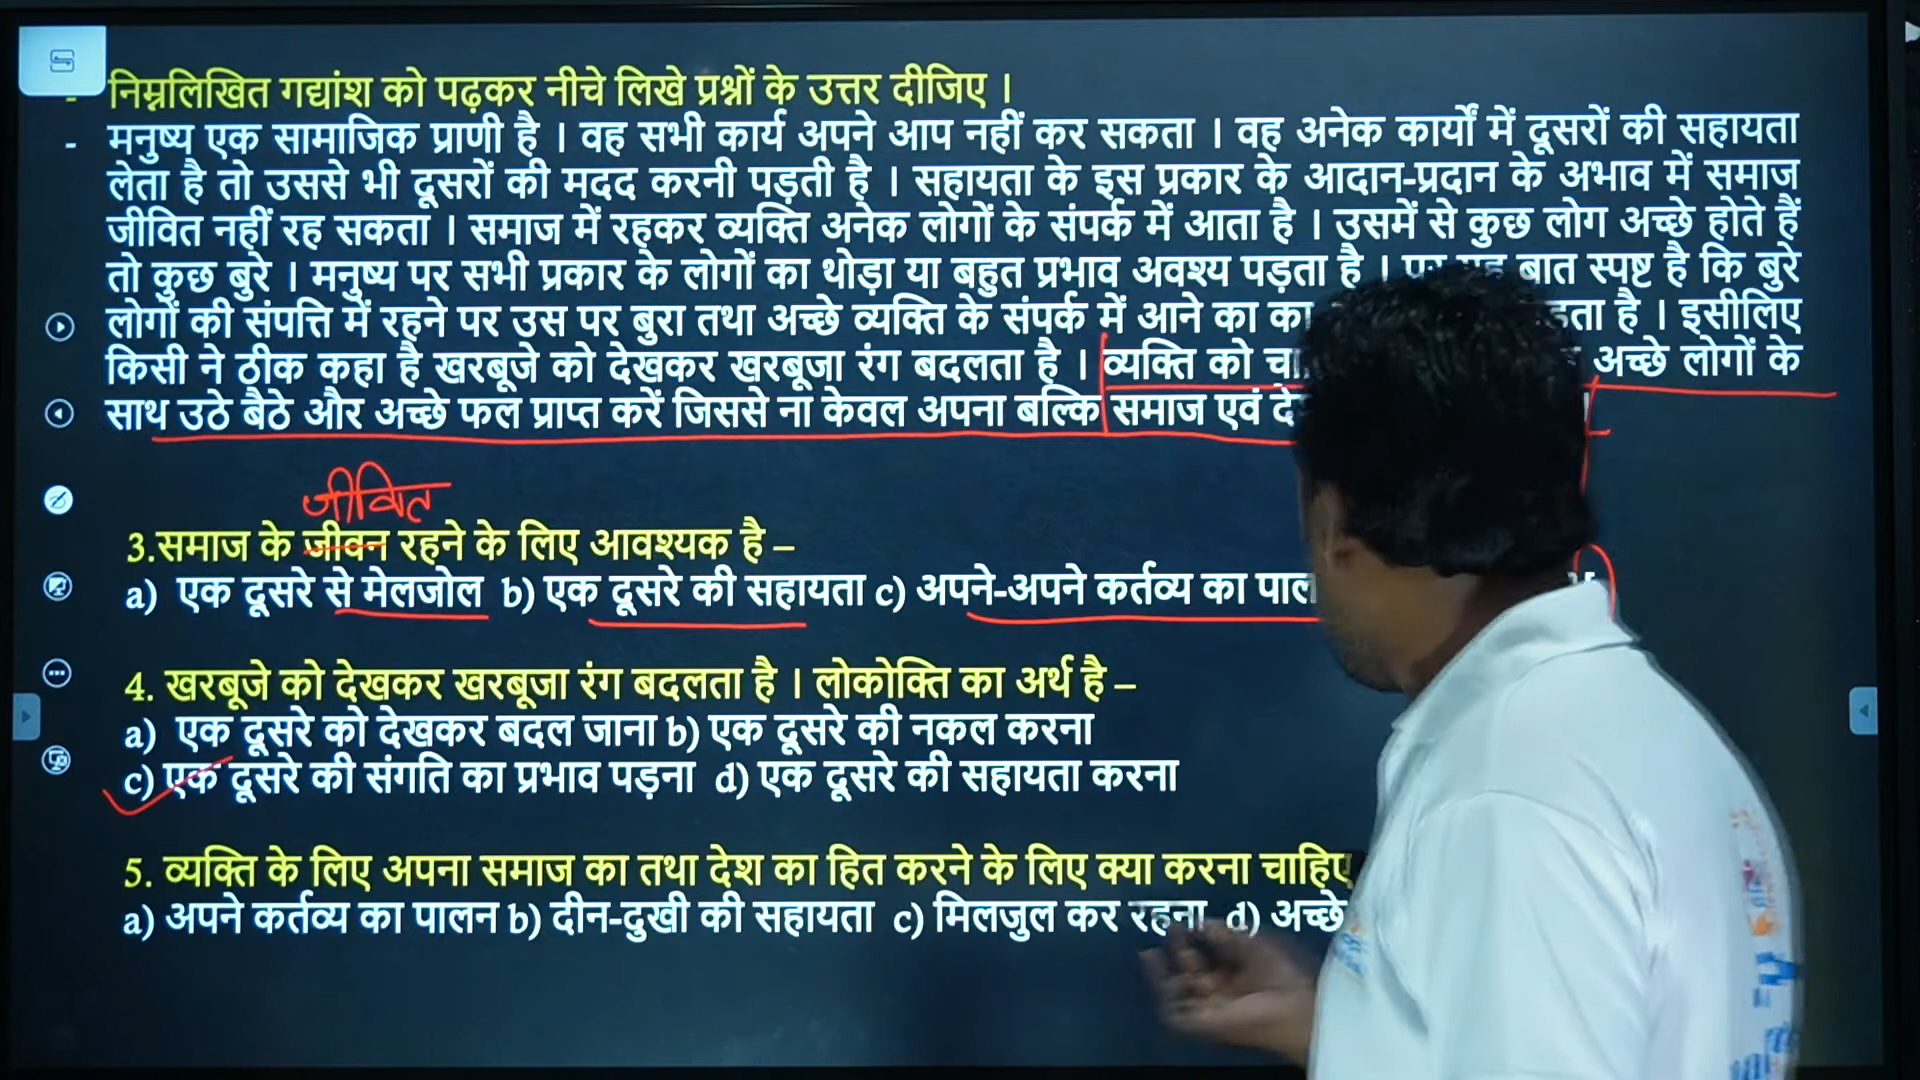 निम्नलिखित गद्यांश को पढ़कर नीचे लिखे प्रश्नों के उत्तर दीजिए ।
- मनुष्य एक सामाजिक प्राणी है । वह सभी कार्य अपने आप नहीं कर सकता । वह अनेक कार्यों में दूसरों की सहायता
लेता है तो उससे भी दूसरों की मदद करनी पड़ती है । सहायता के इस प्रकार के आदान-प्रदान के अभाव में समाज
जीवित नहीं रह सकता । समाज में रहकर व्यक्ति अनेक लोगों के संपर्क में आता है । उसमें से कुछ लोग अच्छे होते हैं
तो कुछ बुरे । मनुष्य पर सभी प्रकार के लोगों का थोड़ा या बहुत प्रभाव अवश्य पड़ता है । बात स्पष्ट है कि बुरे
लोगों की संपत्ति में रहने पर उस पर बुरा तथा अच्छे व्यक्ति के संपर्क में आने का है । इसीलिए
किसी ने ठीक कहा है खरबूजे को देखकर खरबूजा रंग बदलता है । व्यक्ति को अच्छे लोगों के
साथ उठे बैठे और अच्छे फल प्राप्त करें जिससे ना केवल अपना बल्कि समाज एवं
जीवित
3.समाज के जीवन रहने के लिए आवश्यक है –
a) एक दूसरे से मेलजोल b) एक दूसरे की सहायता c) अपने-अपने कर्तव्य का
4. खरबूजे को देखकर खरबूजा रंग बदलता है । लोकोक्ति का अर्थ है –
a) एक दूसरे को देखकर बदल जाना b) एक दूसरे की नकल करना
c) एक दूसरे की संगति का प्रभाव पड़ना d) एक दूसरे की सहायता करना
5. व्यक्ति के लिए अपना समाज का तथा देश का हित करने के लिए क्या करना चाहिए
a) अपने कर्तव्य का पालन b) दीन-दुखी की सहायता c) मिलजुल कर रहना d) अच्छे